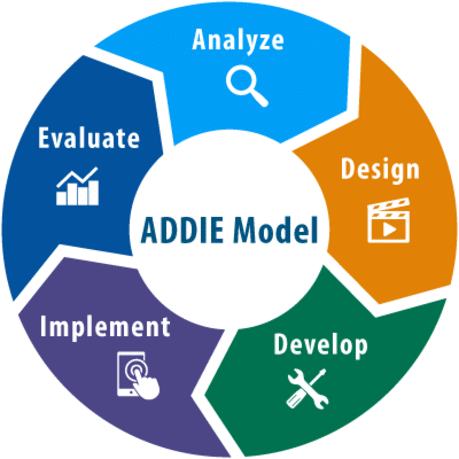 Analyze
Design
Develop
Implement
Evaluate
ADDIE Model